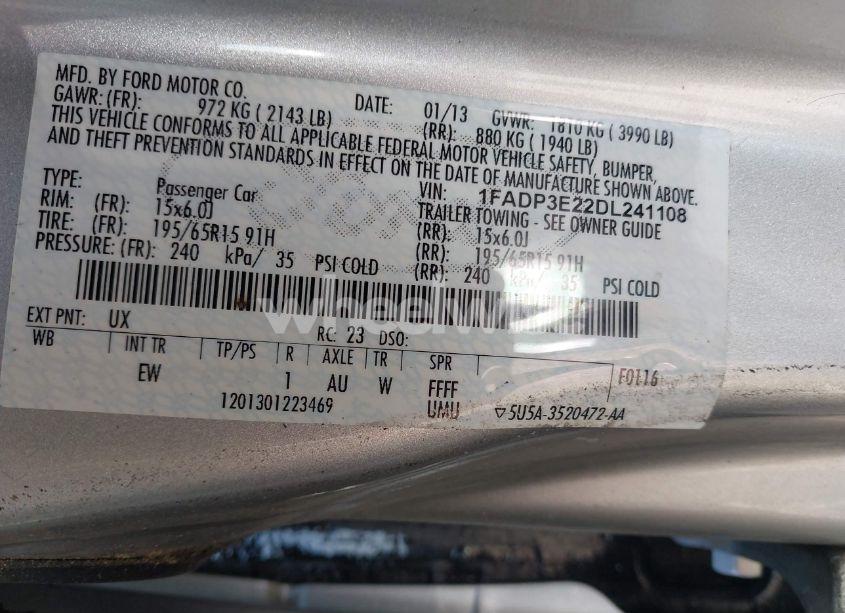 MFD. BY FORD MOTOR CO.
DATE: 01/13 GVWR: 1810 KG ( 3990 LB)
GAWR: (FR): 972 KG ( 2143 LB) (RR): 880 KG ( 1940 LB)
THIS VEHICLE CONFORMS TO ALL APPLICABLE FEDERAL MOTOR VEHICLE SAFETY, BUMPER,
AND THEFT PREVENTION STANDARDS IN EFFECT ON THE DATE OF MANUFACTURE SHOWN ABOVE.
VIN: 1FADP3E22DL241108
TYPE: Passenger Car TRAILER TOWING - SEE OWNER GUIDE
RIM: (FR): 15x6.0J (RR): 15x6.0J
TIRE: (FR): 195/65R15 91H (RR): 195/65R15 91H
PRESSURE: (FR): 240 kPa/ 35 PSI COLD (RR): 240 kPa/ 35 PSI COLD
EXT PNT: UX RC: 23 DSO:
WB INT TR TP/PS R AXLE TR SPR
EW 1 AU W FFFF F0116
1201301223469 UMU ▽5U5A-3520472-AA